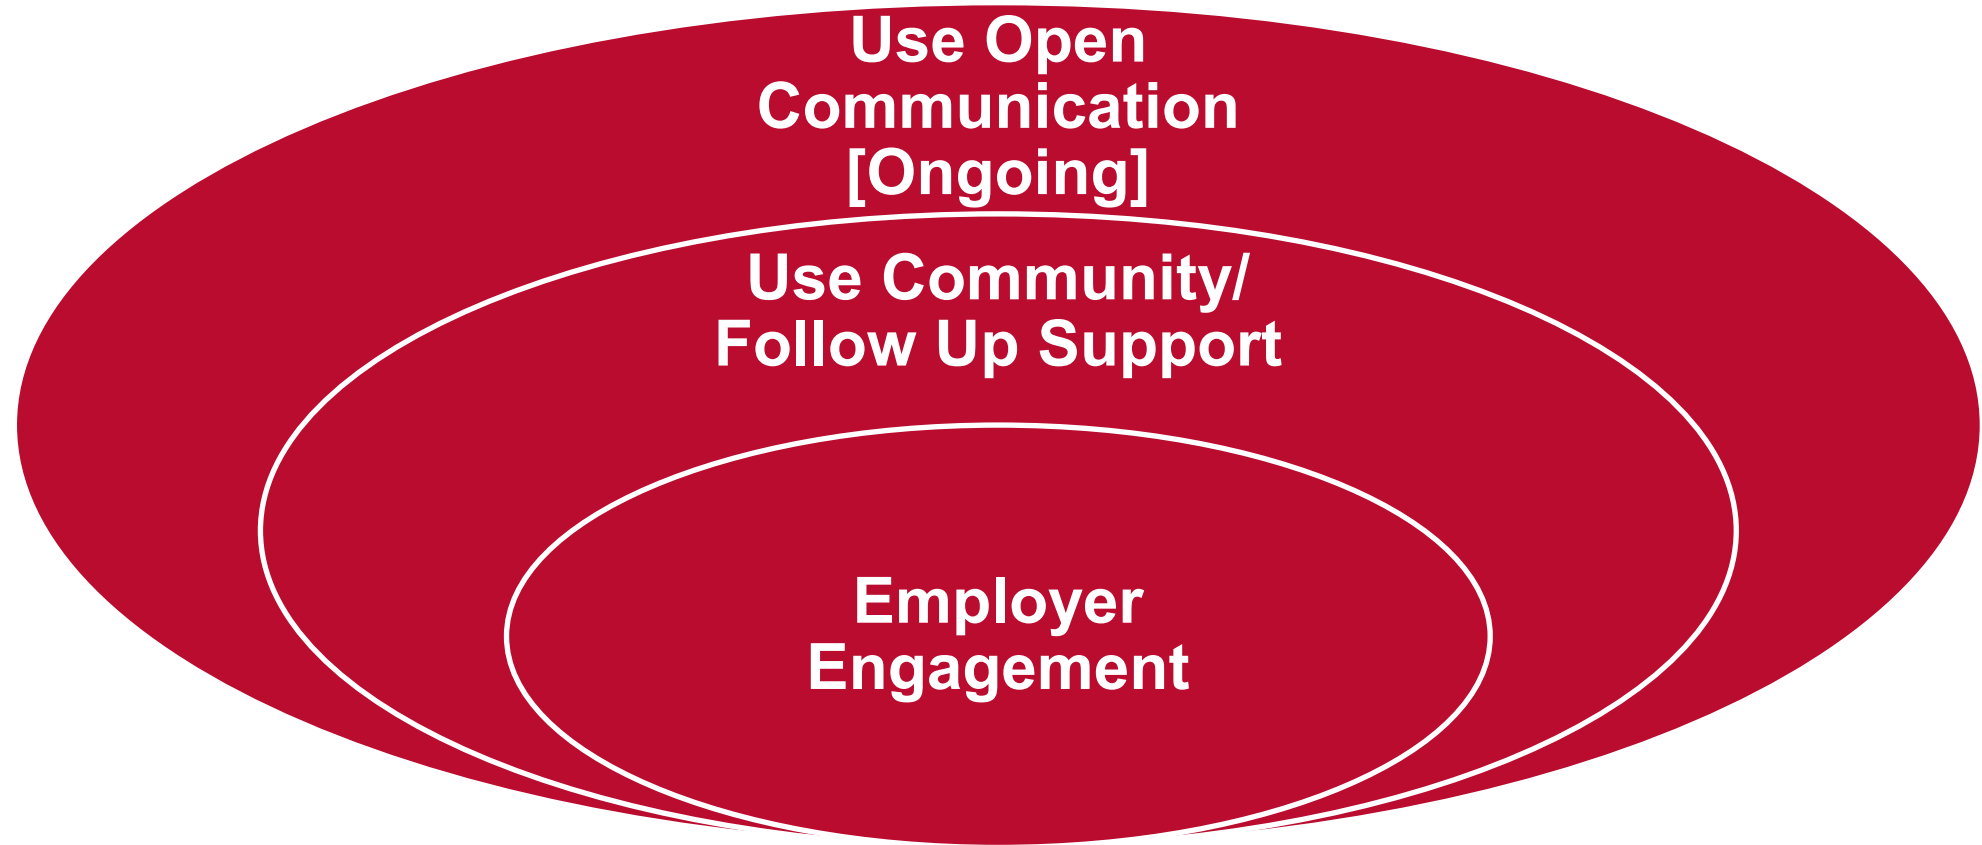 Use Open
Communication
[Ongoing]
Use Community/
Follow Up Support
Employer
Engagement